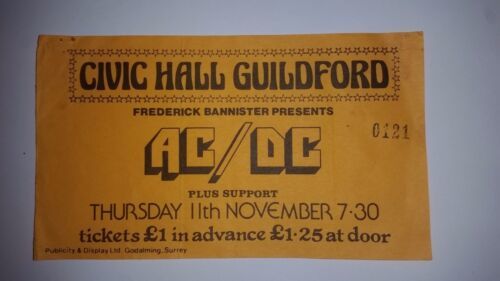 CIVIC HALL GUILDFORD
FREDERICK BANNISTER PRESENTS
AC/DC
0121
PLUS SUPPORT
THURSDAY 11th NOVEMBER 7·30
tickets £1 in advance £1·25 at door
Publicity & Display Ltd. Godalming, Surrey